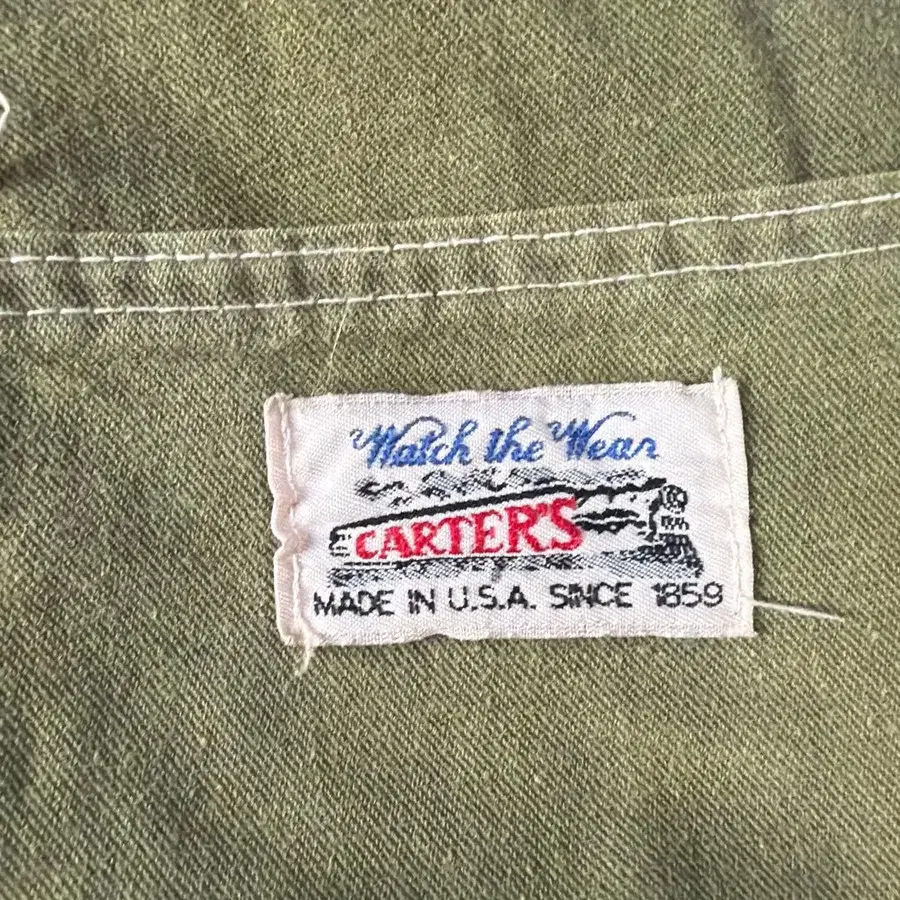 Watch the Wear
CARTER'S
MADE IN U.S.A. SINCE 1859